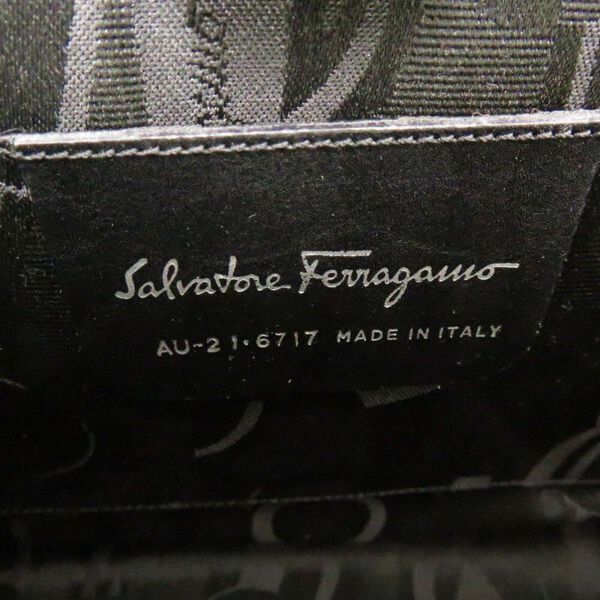 Salvatore Ferragamo
AU-21·6717 MADE IN ITALY